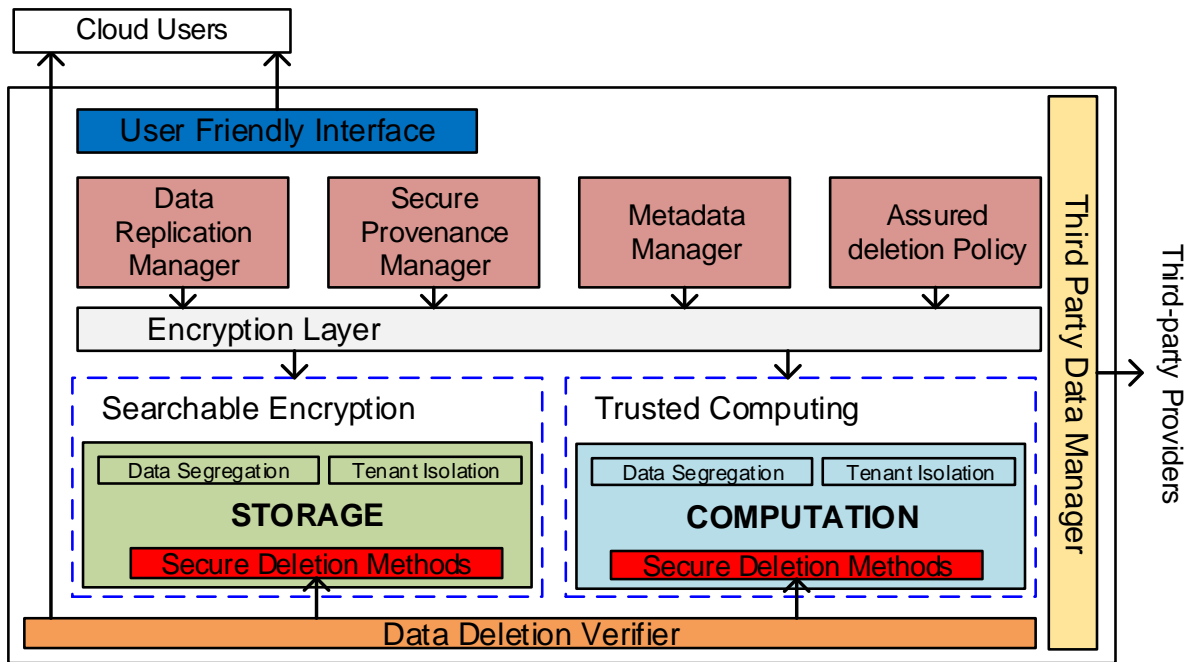 Cloud Users
User Friendly Interface
Data
Replication
Manager
Secure
Provenance
Manager
Metadata
Manager
Assured
deletion Policy
Encryption Layer
Searchable Encryption
Data Segregation
Tenant Isolation
STORAGE
Secure Deletion Methods
Trusted Computing
Data Segregation
Tenant Isolation
COMPUTATION
Secure Deletion Methods
Data Deletion Verifier
Third Party Data Manager
Third-party Providers